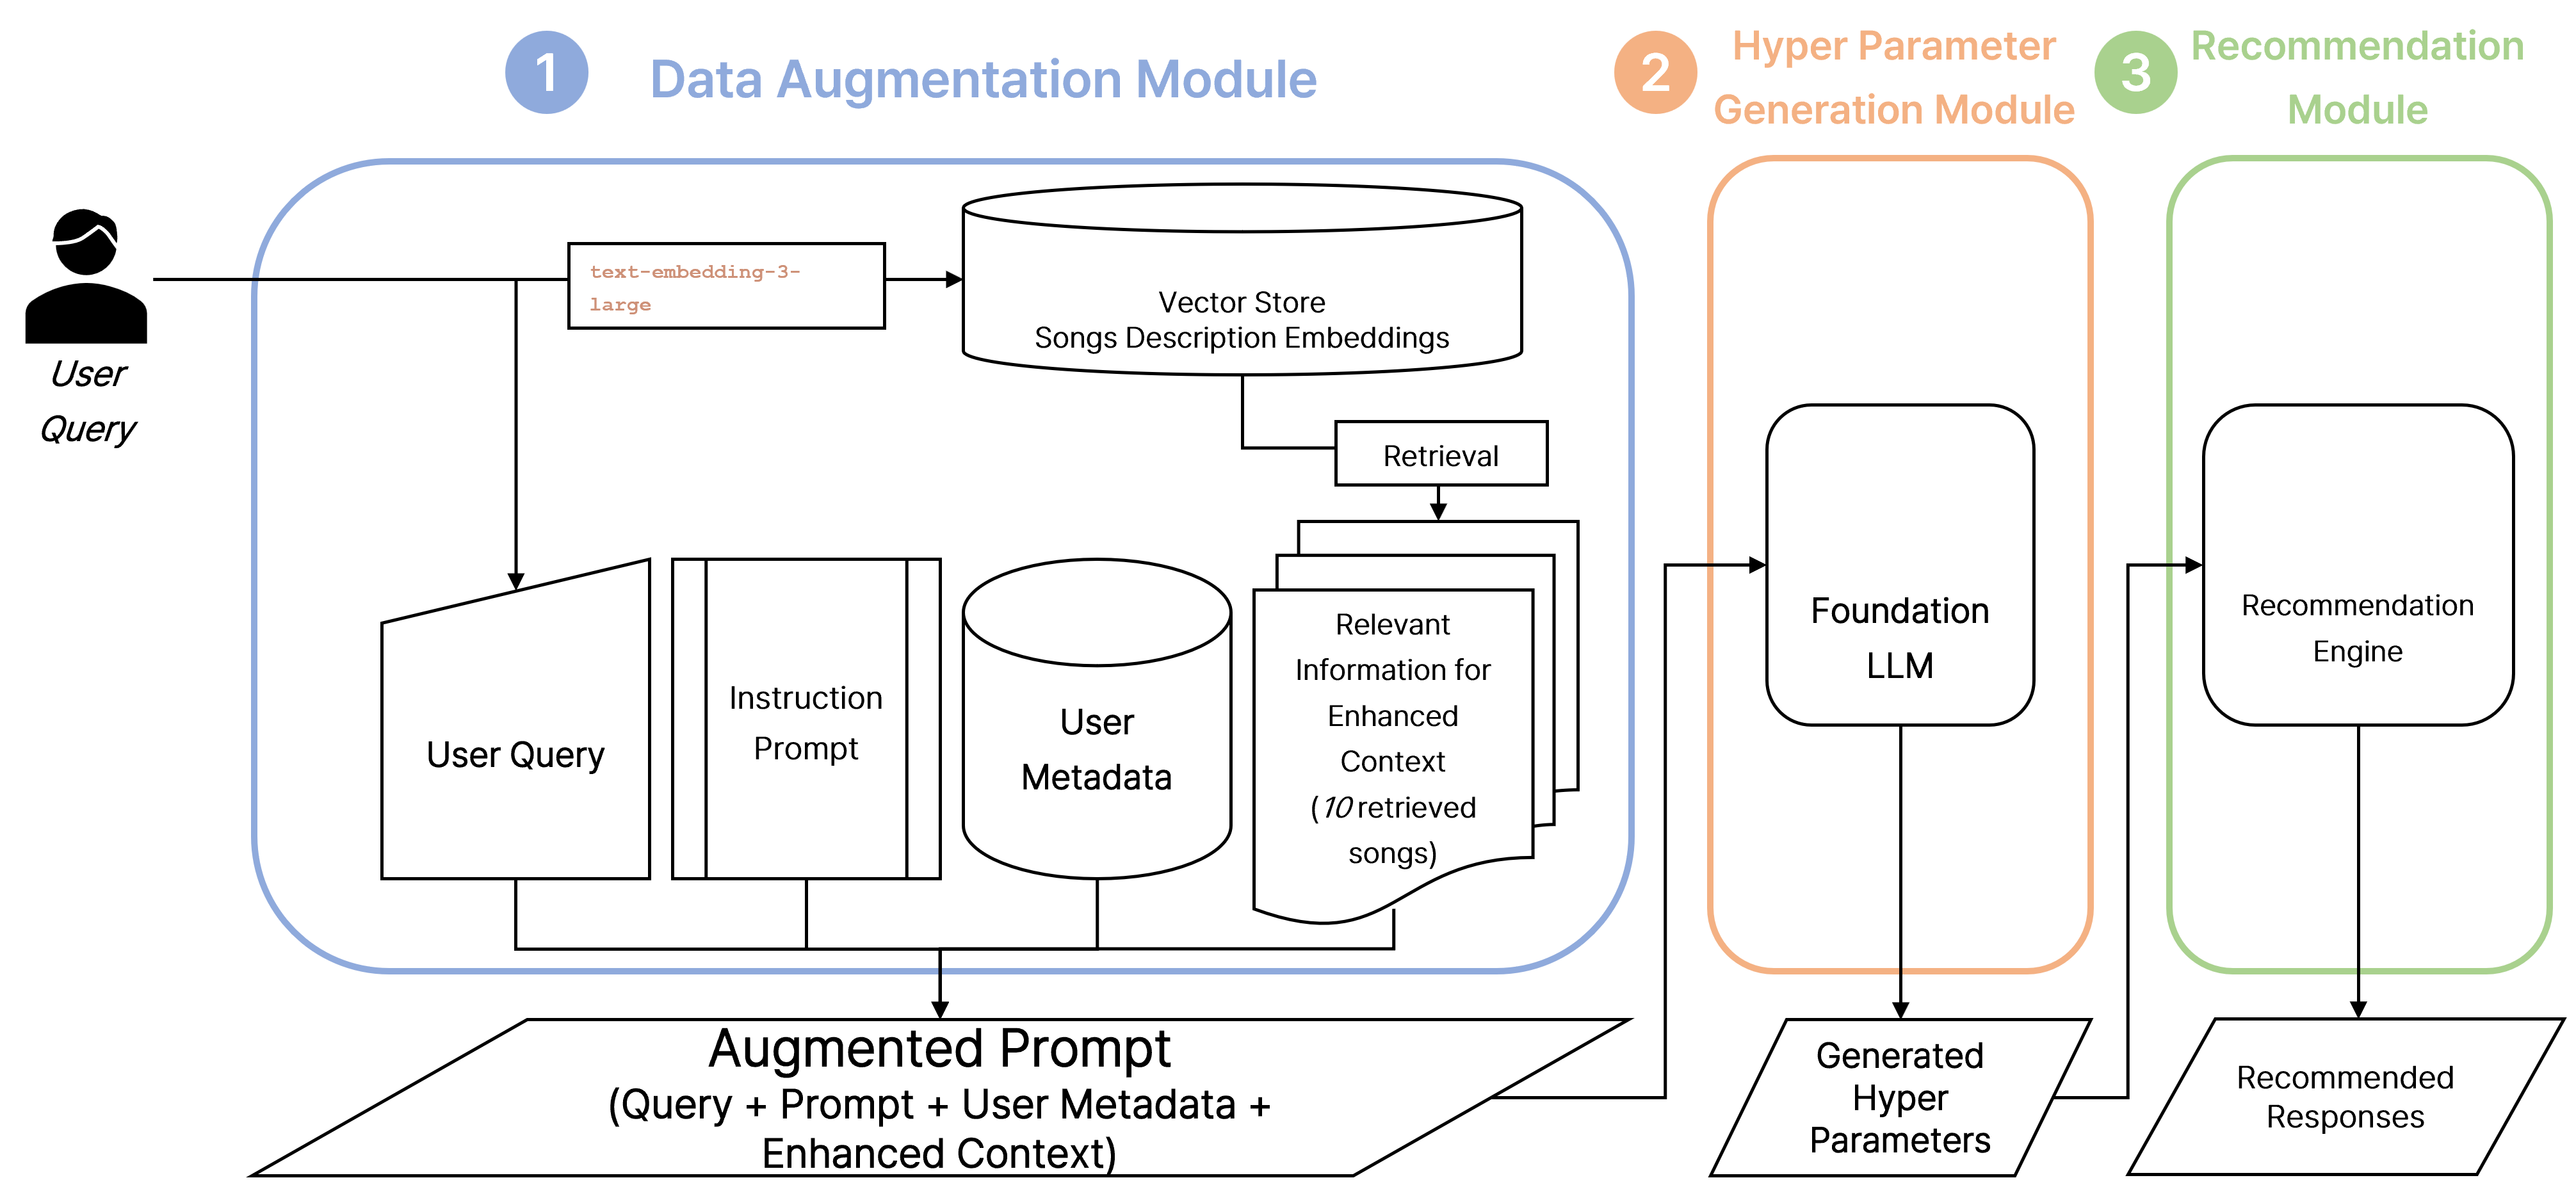 1
Data Augmentation Module
2
Hyper Parameter
Generation Module
3
Recommendation
Module
User
Query
text-embedding-3-
large
Vector Store
Songs Description Embeddings
Retrieval
User Query
Instruction
Prompt
User
Metadata
Relevant
Information for
Enhanced
Context
(10 retrieved
songs)
Foundation
LLM
Recommendation
Engine
Augmented Prompt
(Query + Prompt + User Metadata +
Enhanced Context)
Generated
Hyper
Parameters
Recommended
Responses